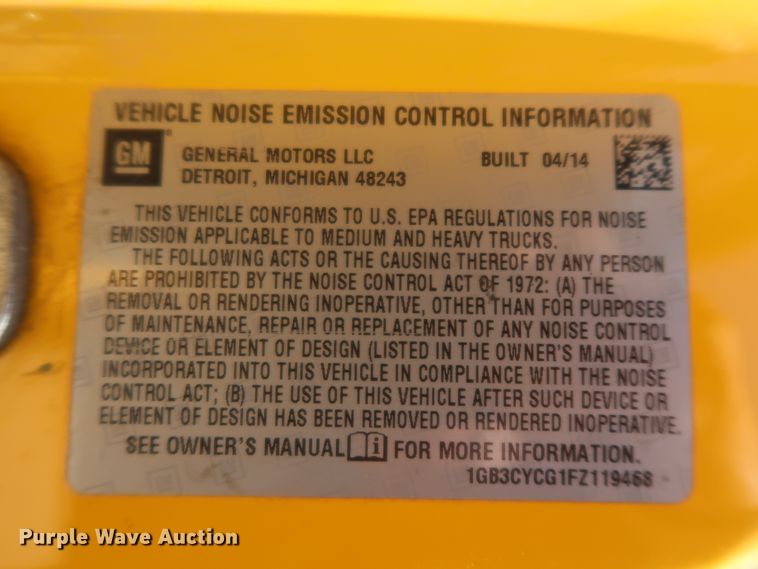 VEHICLE NOISE EMISSION CONTROL INFORMATION
GM
GENERAL MOTORS LLC BUILT 04/14
DETROIT, MICHIGAN 48243
THIS VEHICLE CONFORMS TO U.S. EPA REGULATIONS FOR NOISE
EMISSION APPLICABLE TO MEDIUM AND HEAVY TRUCKS.
THE FOLLOWING ACTS OR THE CAUSING THEREOF BY ANY PERSON
ARE PROHIBITED BY THE NOISE CONTROL ACT OF 1972: (A) THE
REMOVAL OR RENDERING INOPERATIVE, OTHER THAN FOR PURPOSES
OF MAINTENANCE, REPAIR OR REPLACEMENT OF ANY NOISE CONTROL
DEVICE OR ELEMENT OF DESIGN (LISTED IN THE OWNER'S MANUAL)
INCORPORATED INTO THIS VEHICLE IN COMPLIANCE WITH THE NOISE
CONTROL ACT; (B) THE USE OF THIS VEHICLE AFTER SUCH DEVICE OR
ELEMENT OF DESIGN HAS BEEN REMOVED OR RENDERED INOPERATIVE.
SEE OWNER'S MANUAL FOR MORE INFORMATION.
1GB3CYCG1FZ119468
Purple Wave Auction